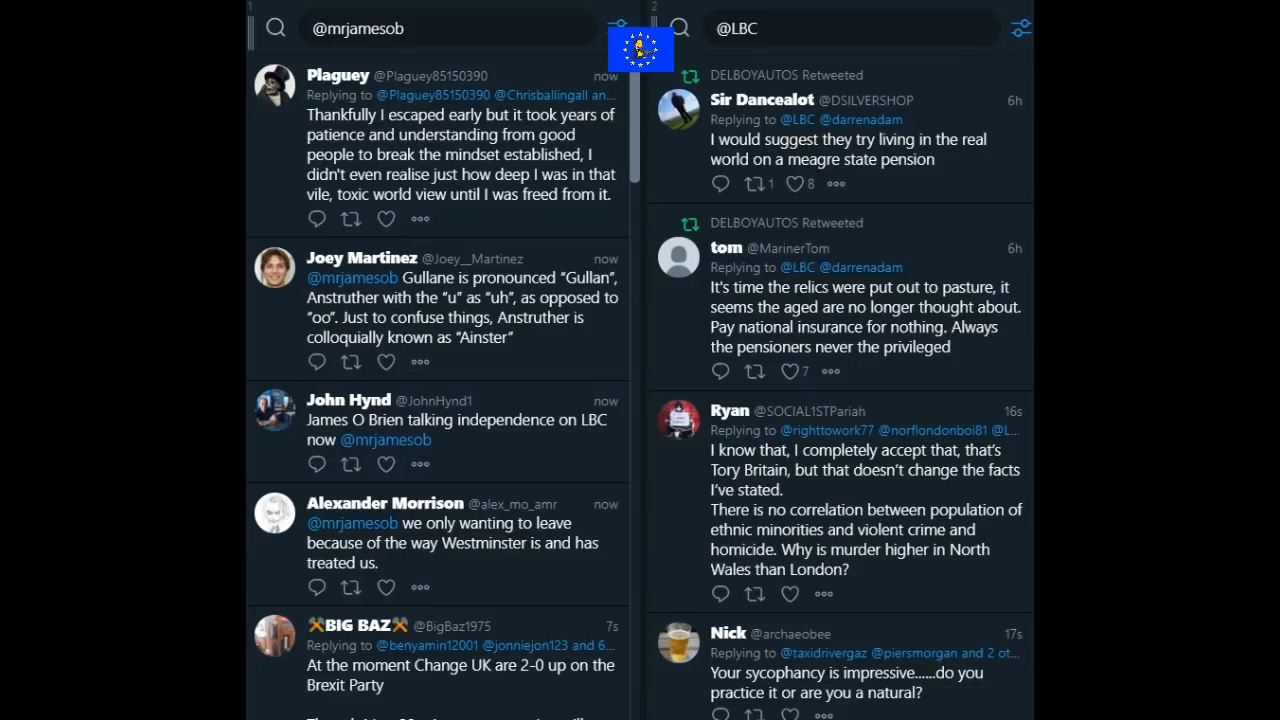 1
@mrjamesob
Plaguey @Plaguey85150390 now
Replying to @Plaguey85150390 @Chrisballingall an...
Thankfully I escaped early but it took years of
patience and understanding from good
people to break the mindset established, I
didn't even realise just how deep I was in that
vile, toxic world view until I was freed from it.
Joey Martinez @Joey__Martinez now
@mrjamesob Gullane is pronounced “Gullan”,
Anstruther with the “u” as “uh”, as opposed to
“oo”. Just to confuse things, Anstruther is
colloquially known as “Ainster”
John Hynd @JohnHynd1 now
James O Brien talking independence on LBC
now @mrjamesob
Alexander Morrison @alex_mo_amr now
@mrjamesob we only wanting to leave
because of the way Westminster is and has
treated us.
BIG BAZ @BigBaz1975 7s
Replying to @benyamin12001 @jonniejon123 and 6...
At the moment Change UK are 2-0 up on the
Brexit Party
2
@LBC
DELBOYAUTOS Retweeted
Sir Dancealot @DSILVERSHOP 6h
Replying to @LBC @darrenadam
I would suggest they try living in the real
world on a meagre state pension
1 8
DELBOYAUTOS Retweeted
tom @MarinerTom 6h
Replying to @LBC @darrenadam
It's time the relics were put out to pasture, it
seems the aged are no longer thought about.
Pay national insurance for nothing. Always
the pensioners never the privileged
7
Ryan @SOCIAL1STPariah 16s
Replying to @righttowork77 @norflondonboi81 @L...
I know that, I completely accept that, that’s
Tory Britain, but that doesn’t change the facts
I’ve stated.
There is no correlation between population of
ethnic minorities and violent crime and
homicide. Why is murder higher in North
Wales than London?
Nick @archaeobee 17s
Replying to @taxidrivergaz @piersmorgan and 2 ot...
Your sycophancy is impressive......do you
practice it or are you a natural?